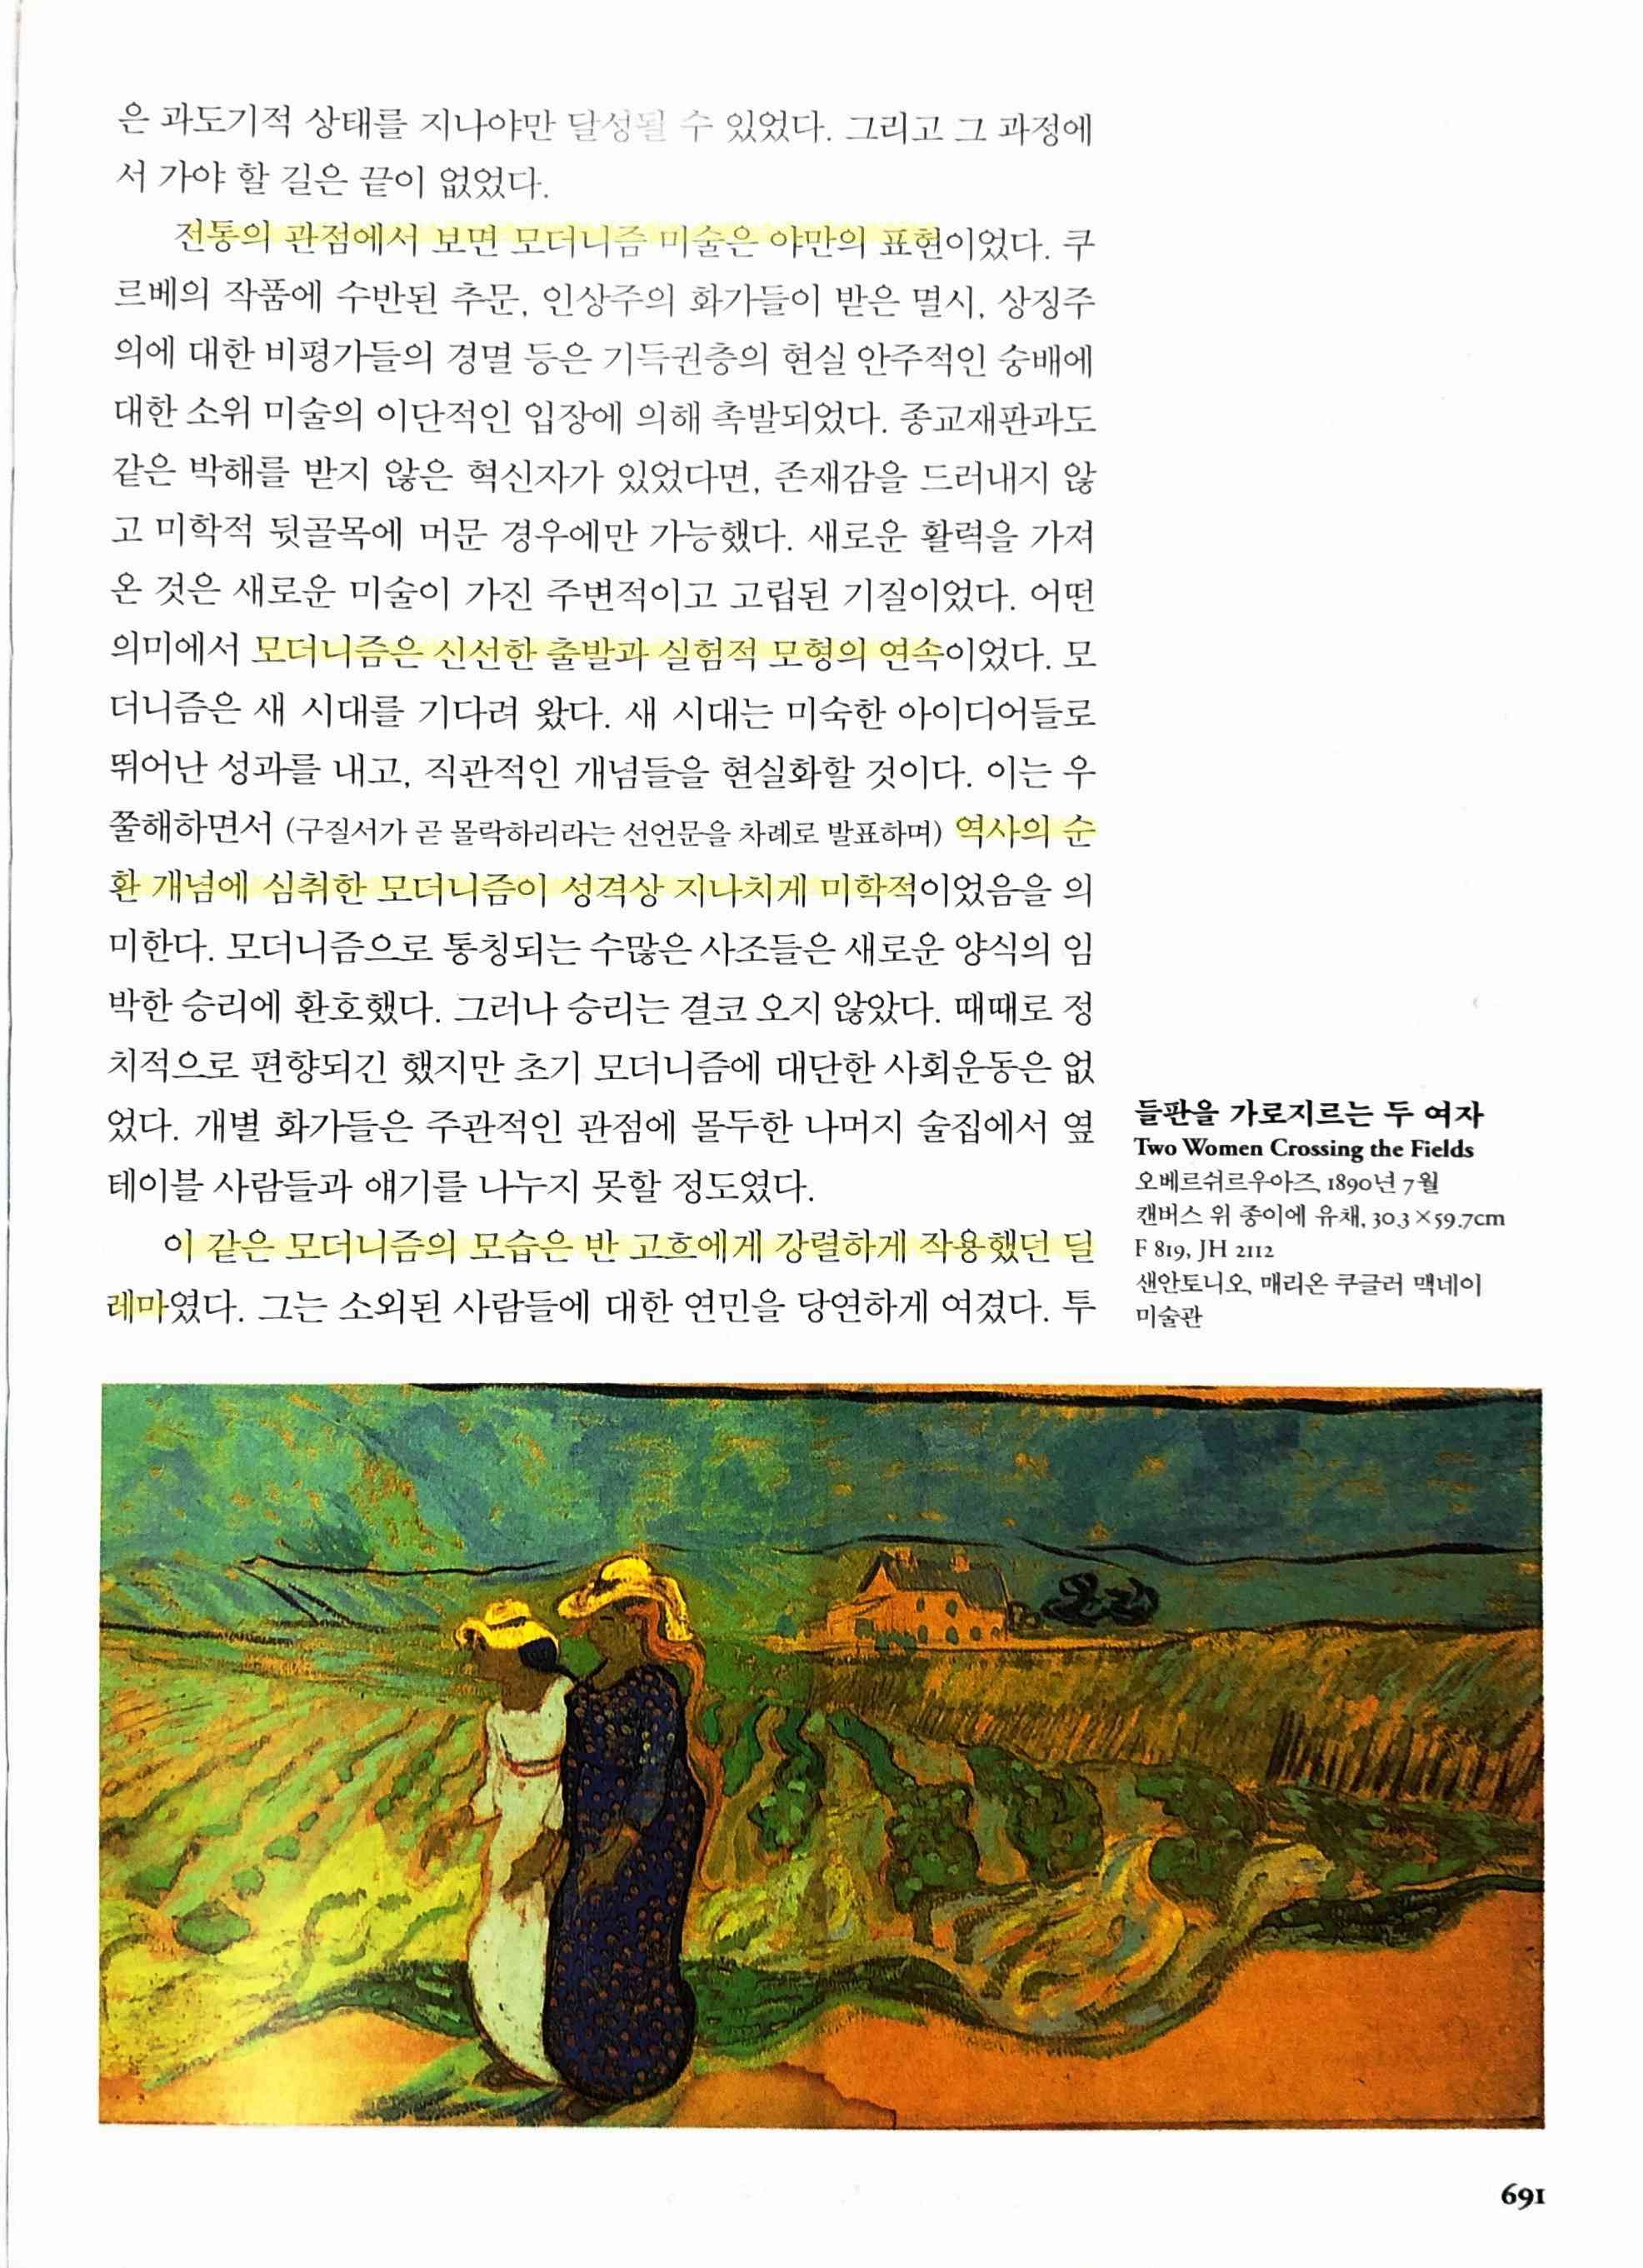 은 과도기적 상태를 지나야만 달성될 수 있었다. 그리고 그 과정에
서 가야 할 길은 끝이 없었다.
전통의 관점에서 보면 모더니즘 미술은 야만의 표현이었다. 쿠
르베의 작품에 수반된 추문, 인상주의 화가들이 받은 멸시, 상징주
의에 대한 비평가들의 경멸 등은 기득권층의 현실 안주적인 숭배에
대한 소위 미술의 이단적인 입장에 의해 촉발되었다. 종교재판과도
같은 박해를 받지 않은 혁신자가 있었다면, 존재감을 드러내지 않
고 미학적 뒷골목에 머문 경우에만 가능했다. 새로운 활력을 가져
온 것은 새로운 미술이 가진 주변적이고 고립된 기질이었다. 어떤
의미에서 모더니즘은 신선한 출발과 실험적 모형의 연속이었다. 모
더니즘은 새 시대를 기다려 왔다. 새 시대는 미숙한 아이디어들로
뛰어난 성과를 내고, 직관적인 개념들을 현실화할 것이다. 이는 우
쭐해하면서 (구질서가 곧 몰락하리라는 선언문을 차례로 발표하며) 역사의 순
환 개념에 심취한 모더니즘이 성격상 지나치게 미학적이었음을 의
미한다. 모더니즘으로 통칭되는 수많은 사조들은 새로운 양식의 임
박한 승리에 환호했다. 그러나 승리는 결코 오지 않았다. 때때로 정
치적으로 편향되긴 했지만 초기 모더니즘에 대단한 사회운동은 없
었다. 개별 화가들은 주관적인 관점에 몰두한 나머지 술집에서 옆
테이블 사람들과 얘기를 나누지 못할 정도였다.
이 같은 모더니즘의 모습은 반 고흐에게 강렬하게 작용했던 딜
레마였다. 그는 소외된 사람들에 대한 연민을 당연하게 여겼다. 투
들판을 가로지르는 두 여자
Two Women Crossing the Fields
오베르쉬르우아즈, 1890년 7월
캔버스 위 종이에 유채, 30.3×59.7cm
F 819, JH 2112
샌안토니오, 매리온 쿠글러 맥네이
미술관
691